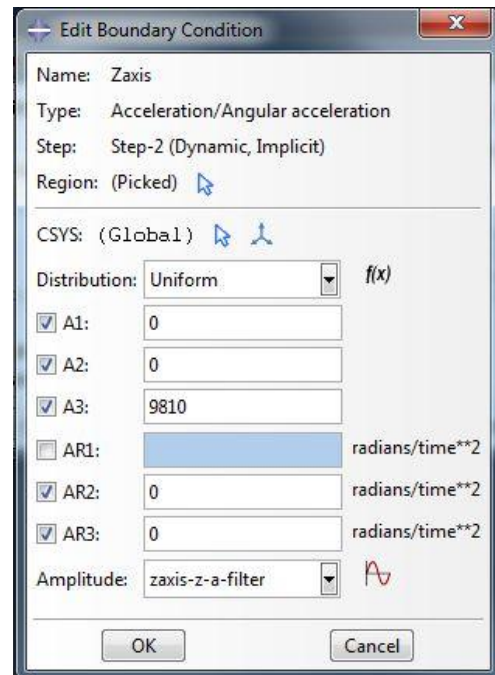 Edit Boundary Condition
Name: Zaxis
Type: Acceleration/Angular acceleration
Step: Step-2 (Dynamic, Implicit)
Region: (Picked)
CSYS: (Global)
Distribution: Uniform f(x)
A1: 0
A2: 0
A3: 9810
AR1: radians/time**2
AR2: 0 radians/time**2
AR3: 0 radians/time**2
Amplitude: zaxis-z-a-filter
OK Cancel